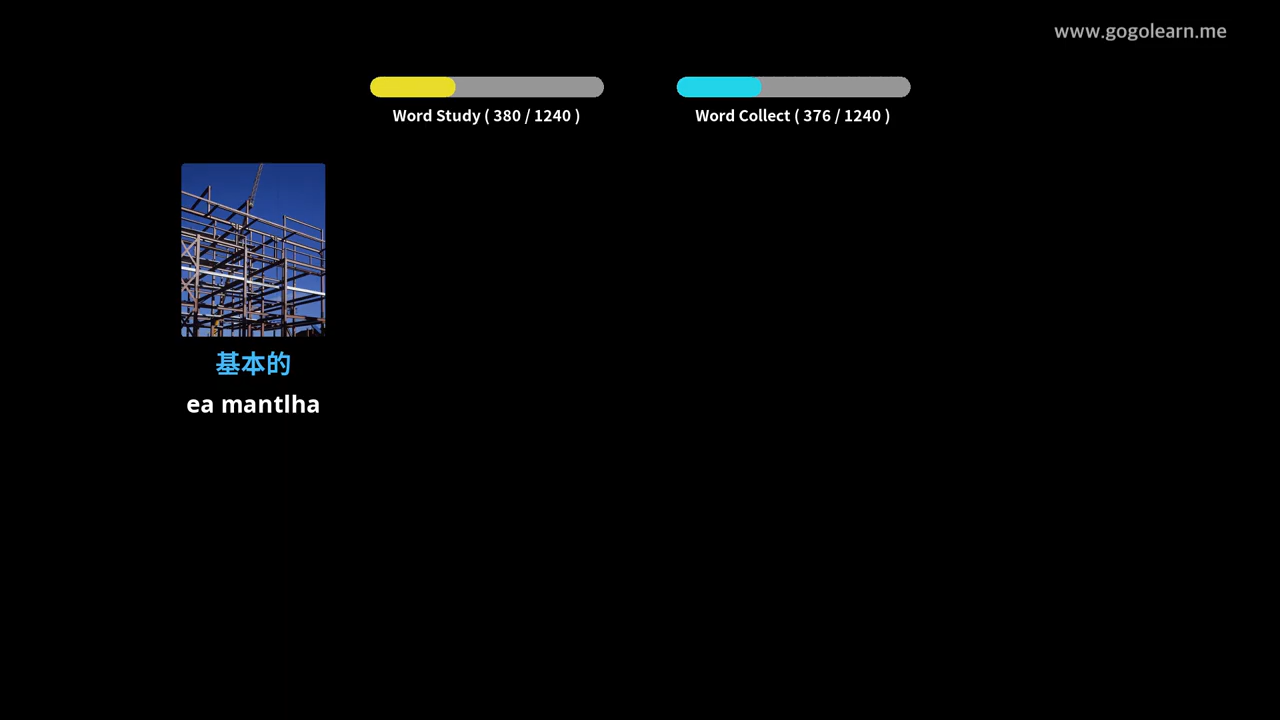 www.gogolearn.me
Word Study ( 380 / 1240 )
Word Collect ( 376 / 1240 )
基本的
ea mantlha